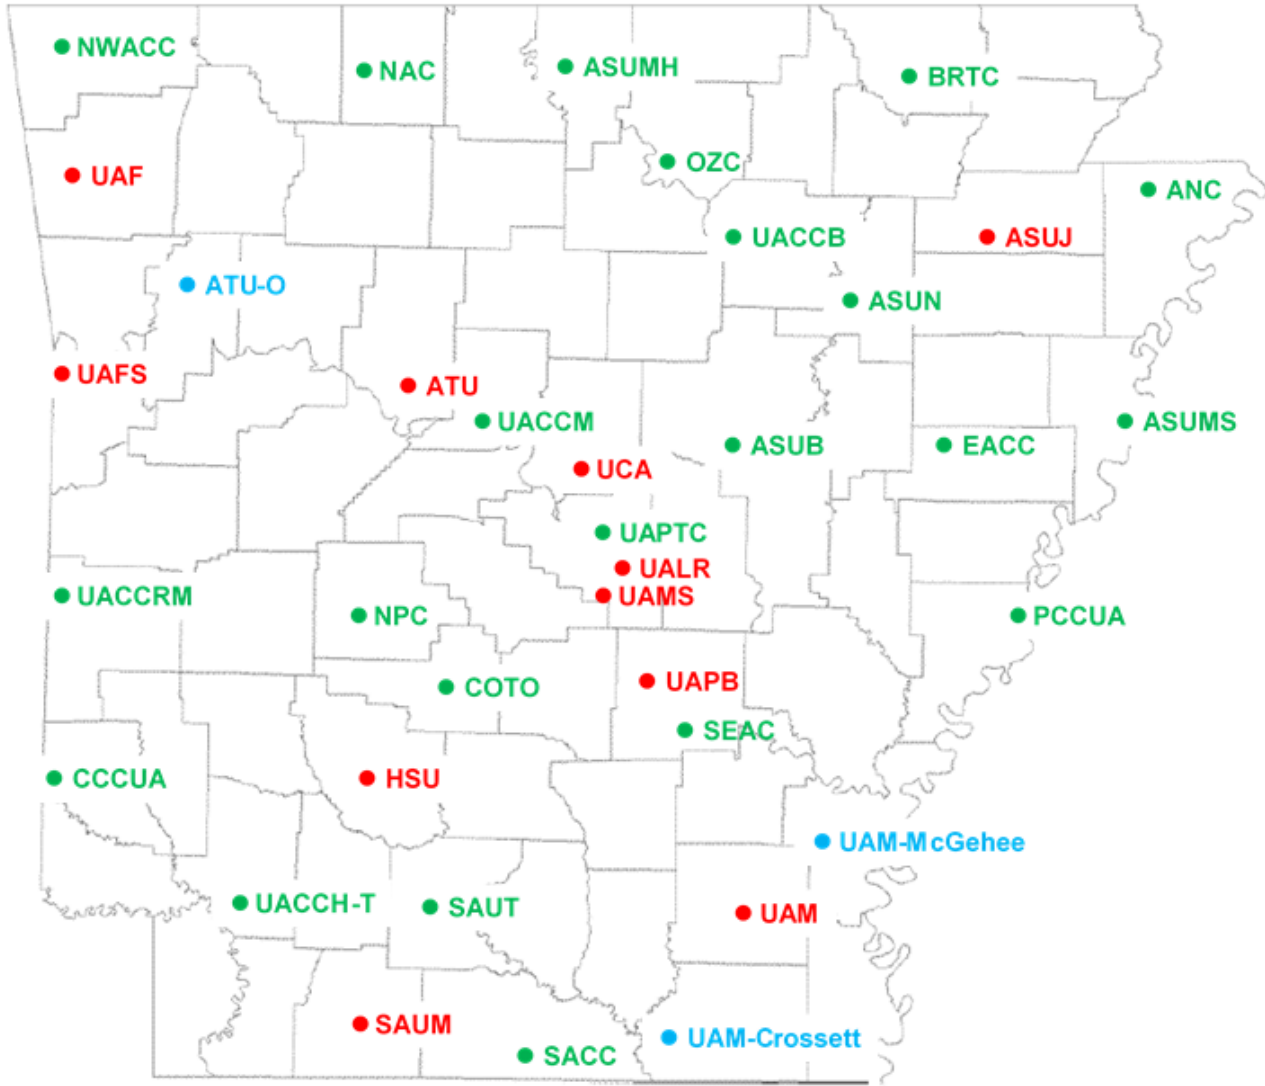 NWACC
NAC
ASUMH
BRTC
OZC
UAF
ANC
UACCB
ASUJ
ATU-O
ASUN
UAFS
ATU
UACCM
ASUMS
ASUB
EACC
UCA
UAPTC
UALR
UAMS
UACCRM
NPC
PCCUA
COTO
UAPB
SEAC
CCCUA
HSU
UAM-McGehee
UACCH-T
SAUT
UAM
SAUM
UAM-Crossett
SACC